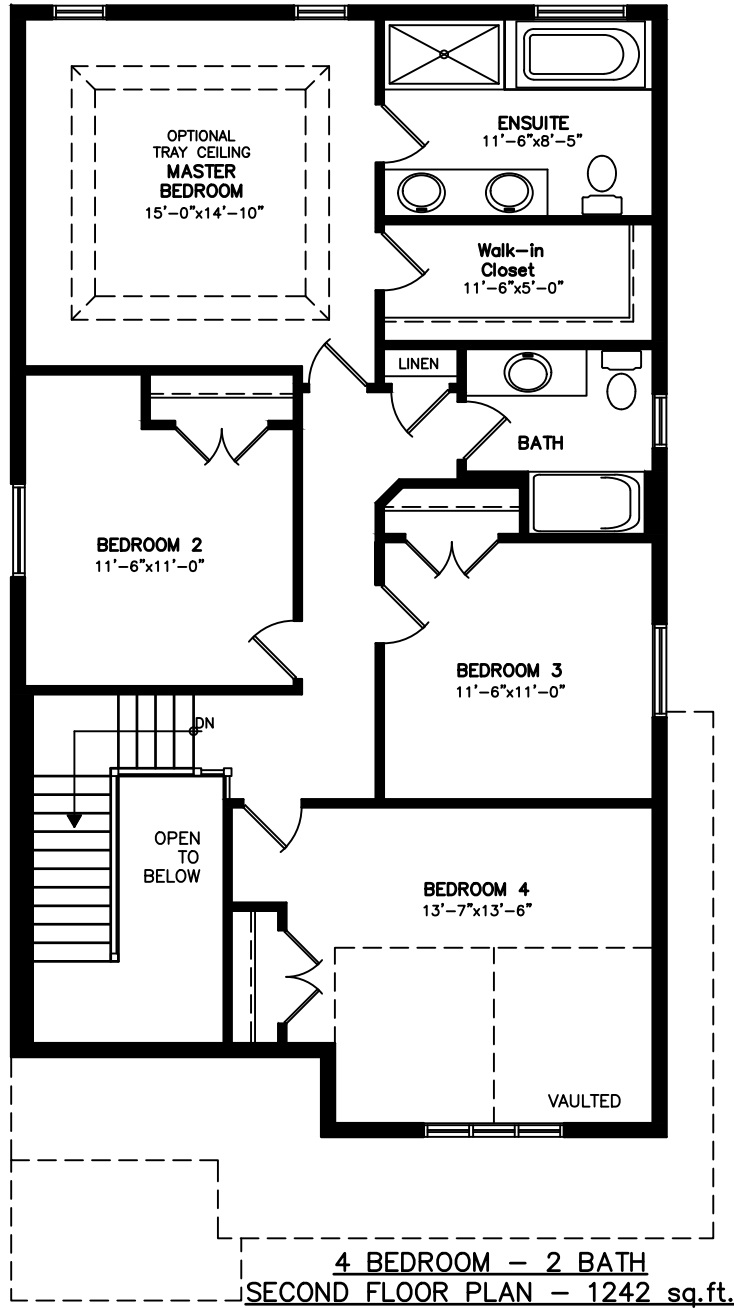 OPTIONAL
TRAY CEILING
MASTER
BEDROOM
15'-0"x14'-10"
ENSUITE
11'-6"x8'-5"
Walk-in
Closet
11'-6"x5'-0"
LINEN
BATH
BEDROOM 2
11'-6"x11'-0"
BEDROOM 3
11'-6"x11'-0"
DN
OPEN
TO
BELOW
BEDROOM 4
13'-7"x13'-6"
VAULTED
4 BEDROOM - 2 BATH
SECOND FLOOR PLAN - 1242 sq.ft.